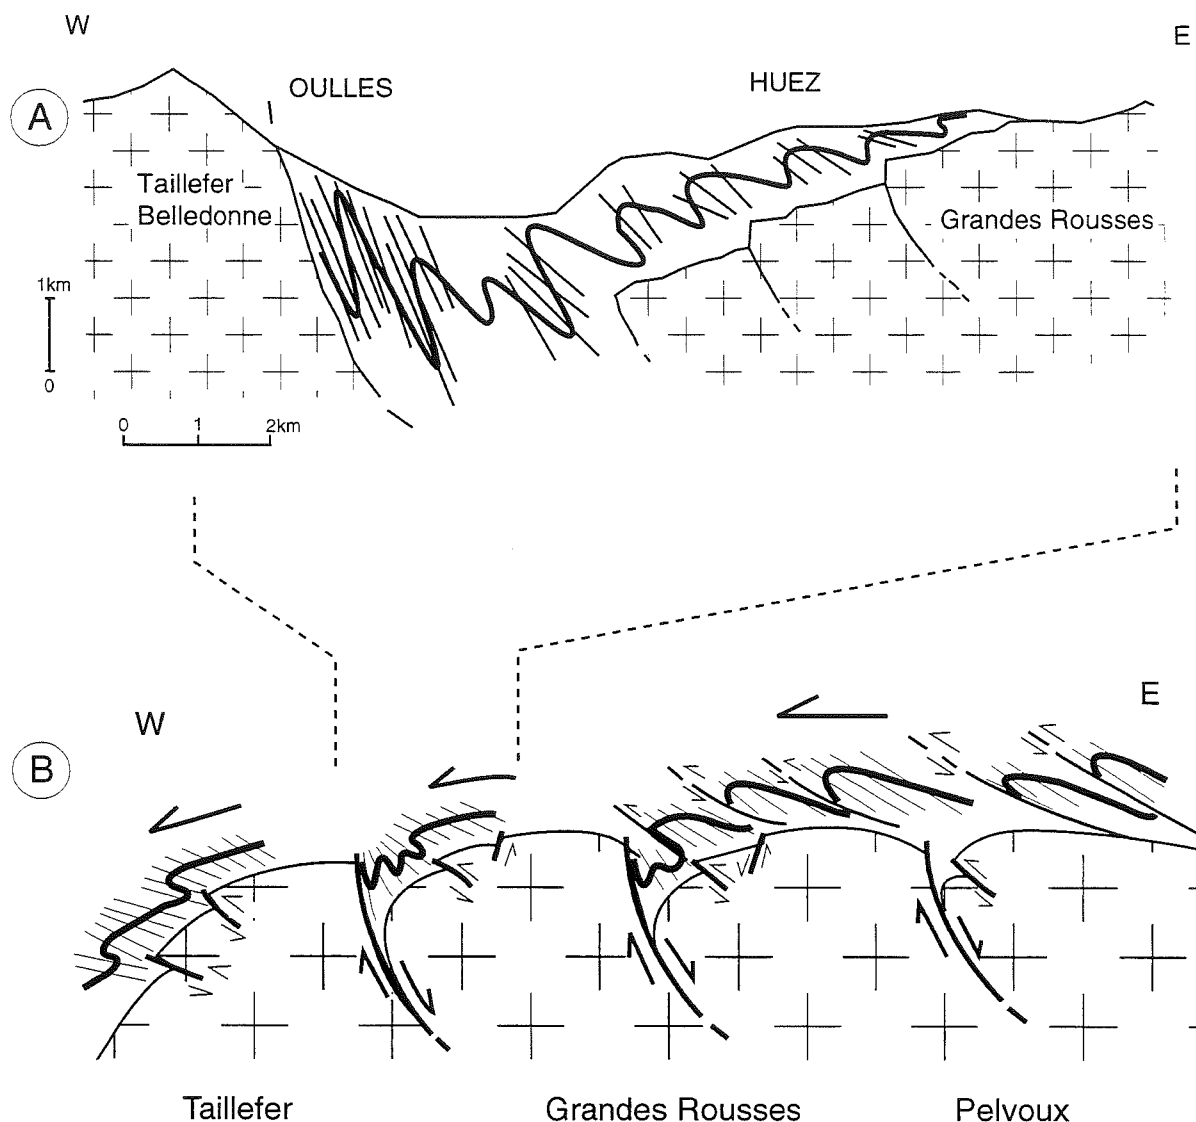 W
E
OULLES
HUEZ
A
Taillefer
Belledonne
Grandes Rousses
1km
0
0 1 2km
W
E
B
Taillefer
Grandes Rousses
Pelvoux